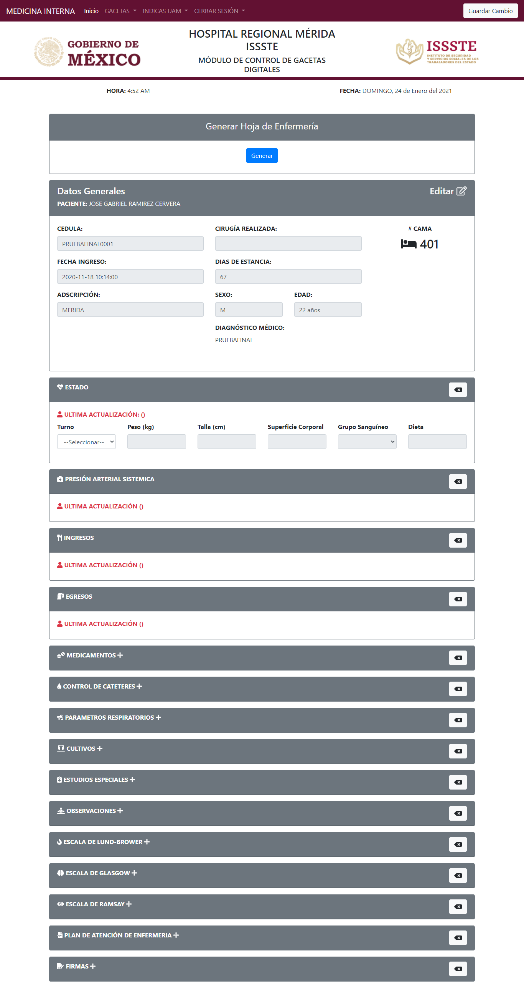 MEDICINA INTERNA Inicio GACETAS INDICAS UAM CERRAR SESIÓN Guardar Cambio
ESTADOS UNIDOS MEXICANOS
GOBIERNO DE
MÉXICO
HOSPITAL REGIONAL MÉRIDA
ISSSTE
MÓDULO DE CONTROL DE GACETAS
DIGITALES
ISSSTE
INSTITUTO DE SEGURIDAD
Y SERVICIOS SOCIALES DE LOS
TRABAJADORES DEL ESTADO
HORA: 4:52 AM FECHA: DOMINGO, 24 de Enero del 2021
Generar Hoja de Enfermería
Generar
Datos Generales Editar
PACIENTE: JOSE GABRIEL RAMIREZ CERVERA
CEDULA: CIRUGÍA REALIZADA: # CAMA
PRUEBAFINAL0001 401
FECHA INGRESO: DIAS DE ESTANCIA:
2020-11-18 10:14:00 67
ADSCRIPCIÓN: SEXO: EDAD:
MERIDA M 22 años
DIAGNÓSTICO MÉDICO:
PRUEBAFINAL
ESTADO
ULTIMA ACTUALIZACIÓN: ()
Turno Peso (kg) Talla (cm) Superficie Corporal Grupo Sanguíneo Dieta
--Seleccionar--
PRESIÓN ARTERIAL SISTEMICA
ULTIMA ACTUALIZACIÓN ()
INGRESOS
ULTIMA ACTUALIZACIÓN ()
EGRESOS
ULTIMA ACTUALIZACIÓN ()
MEDICAMENTOS
CONTROL DE CATETERES
PARAMETROS RESPIRATORIOS
CULTIVOS
ESTUDIOS ESPECIALES
OBSERVACIONES
ESCALA DE LUND-BROWER
ESCALA DE GLASGOW
ESCALA DE RAMSAY
PLAN DE ATENCIÓN DE ENFERMERIA
FIRMAS